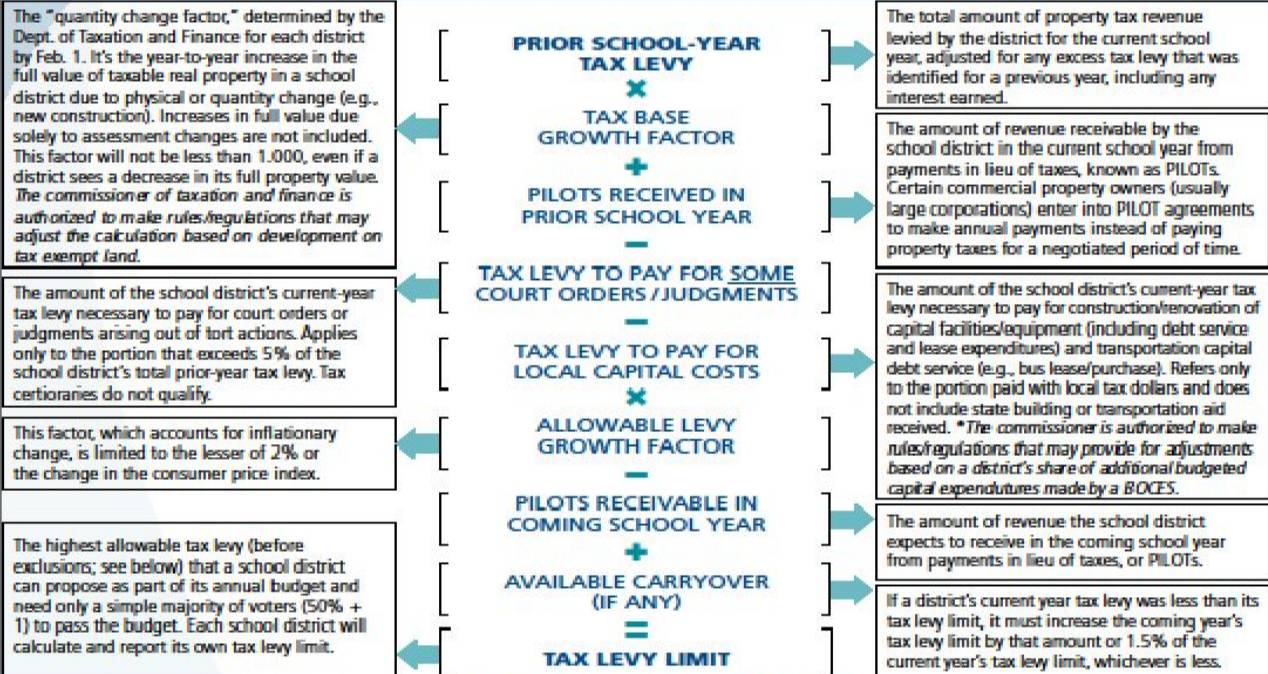 The "quantity change factor," determined by the
Dept. of Taxation and Finance for each district
by Feb. 1. It's the year-to-year increase in the
full value of taxable real property in a school
district due to physical or quantity change (e.g.,
new construction). Increases in full value due
solely to assessment changes are not included.
This factor will not be less than 1.000, even if a
district sees a decrease in its full property value.
The commissioner of taxation and finance is
authorized to make rules/regulations that may
adjust the calculation based on development on
tax exempt land.
The amount of the school district's current-year
tax levy necessary to pay for court orders or
judgments arising out of tort actions. Applies
only to the portion that exceeds 5% of the
school district's total prior-year tax levy. Tax
certioraries do not qualify.
This factor, which accounts for inflationary
change, is limited to the lesser of 2% or
the change in the consumer price index.
The highest allowable tax levy (before
exclusions; see below) that a school district
can propose as part of its annual budget and
need only a simple majority of voters (50% +
1) to pass the budget. Each school district will
calculate and report its own tax levy limit.
PRIOR SCHOOL-YEAR
TAX LEVY
×
TAX BASE
GROWTH FACTOR
+
PILOTS RECEIVED IN
PRIOR SCHOOL YEAR
–
TAX LEVY TO PAY FOR SOME
COURT ORDERS / JUDGMENTS
–
TAX LEVY TO PAY FOR
LOCAL CAPITAL COSTS
×
ALLOWABLE LEVY
GROWTH FACTOR
–
PILOTS RECEIVABLE IN
COMING SCHOOL YEAR
+
AVAILABLE CARRYOVER
(IF ANY)
=
TAX LEVY LIMIT
The total amount of property tax revenue
levied by the district for the current school
year, adjusted for any excess tax levy that was
identified for a previous year, including any
interest earned.
The amount of revenue receivable by the
school district in the current school year from
payments in lieu of taxes, known as PILOTs.
Certain commercial property owners (usually
large corporations) enter into PILOT agreements
to make annual payments instead of paying
property taxes for a negotiated period of time.
The amount of the school district's current-year tax
levy necessary to pay for construction/renovation of
capital facilities/equipment (including debt service
and lease expenditures) and transportation capital
debt service (e.g., bus lease/purchase). Refers only
to the portion paid with local tax dollars and does
not include state building or transportation aid
received. *The commissioner is authorized to make
rules/regulations that may provide for adjustments
based on a district's share of additional budgeted
capital expendutures made by a BOCES.
The amount of revenue the school district
expects to receive in the coming school year
from payments in lieu of taxes, or PILOTs.
If a district's current year tax levy was less than its
tax levy limit, it must increase the coming year's
tax levy limit by that amount or 1.5% of the
current year's tax levy limit, whichever is less.